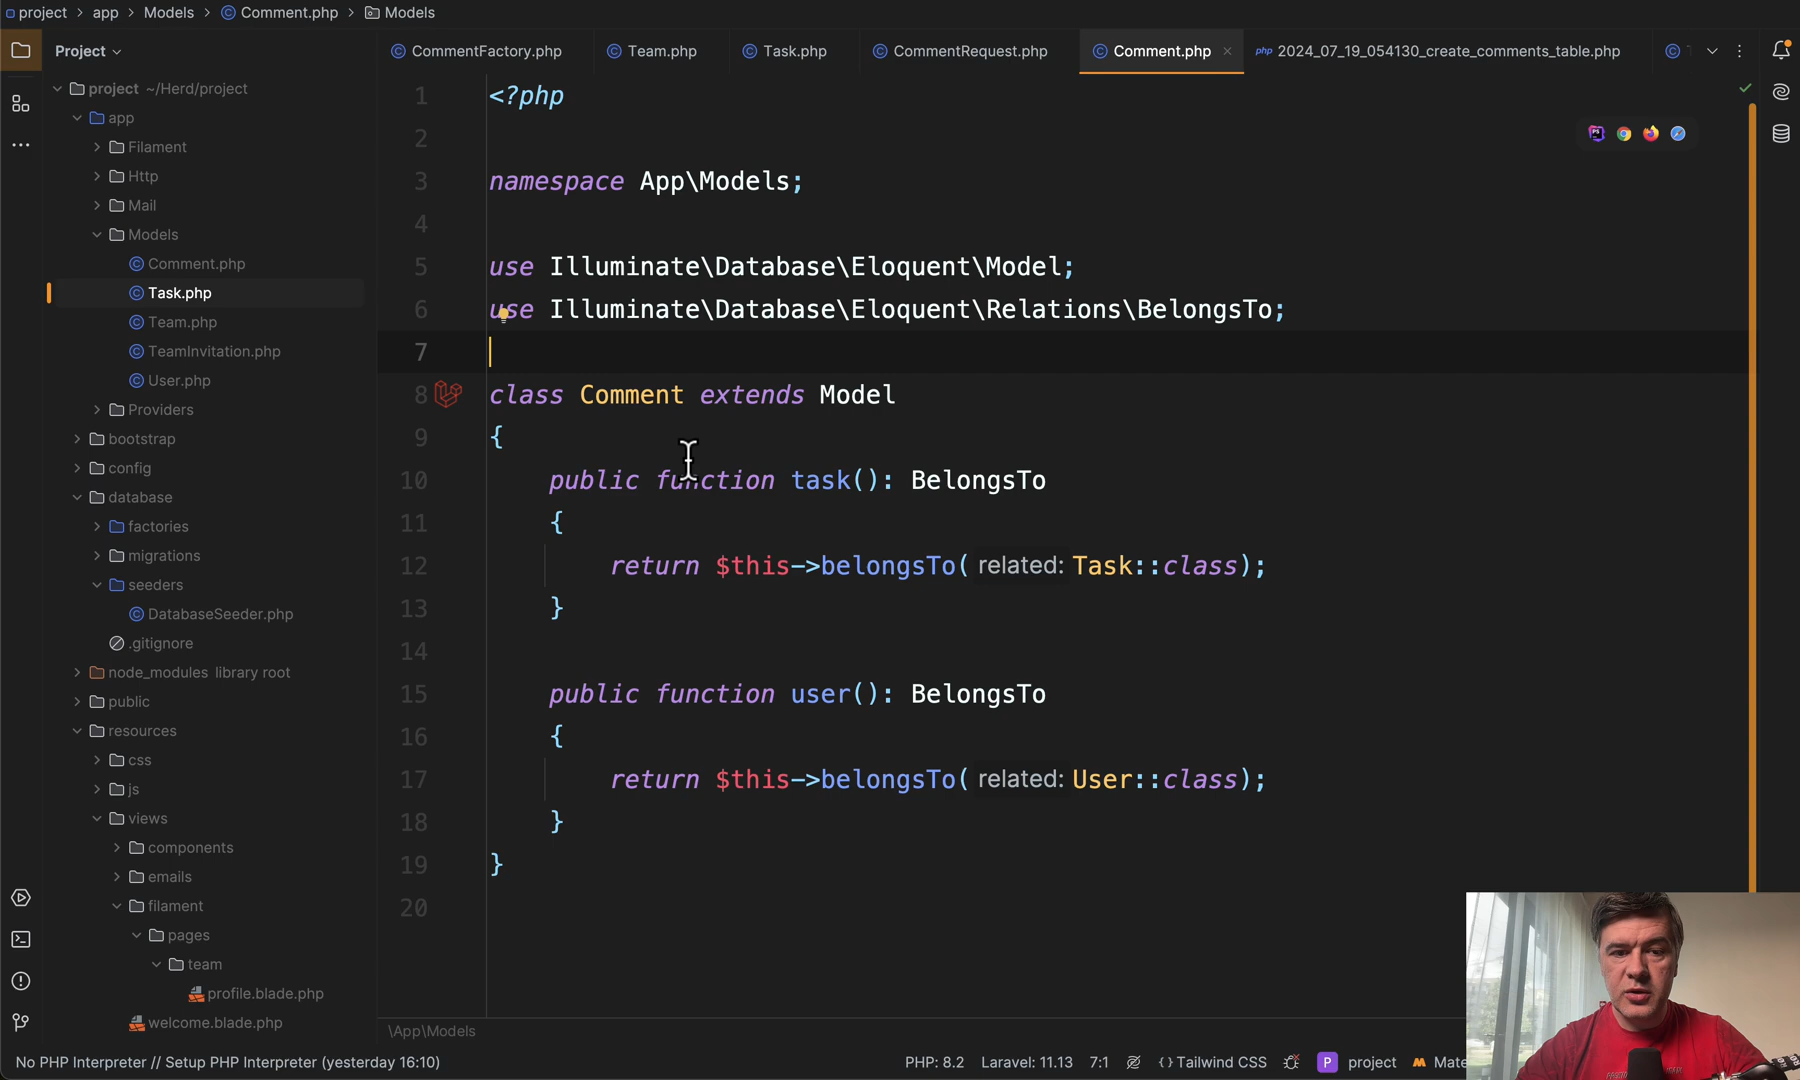 project > app > Models > Comment.php > Models
Project
CommentFactory.php
Team.php
Task.php
CommentRequest.php
Comment.php ×
php 2024_07_19_054130_create_comments_table.php
project ~/Herd/project
app
Filament
Http
Mail
Models
Comment.php
Task.php
Team.php
TeamInvitation.php
User.php
Providers
bootstrap
config
database
factories
migrations
seeders
DatabaseSeeder.php
.gitignore
node_modules library root
public
resources
css
js
views
components
emails
filament
pages
team
profile.blade.php
welcome.blade.php
1 <?php
2
3 namespace App\Models;
4
5 use Illuminate\Database\Eloquent\Model;
6 use Illuminate\Database\Eloquent\Relations\BelongsTo;
7
8 class Comment extends Model
9 {
10 public function task(): BelongsTo
11 {
12 return $this->belongsTo( related: Task::class);
13 }
14
15 public function user(): BelongsTo
16 {
17 return $this->belongsTo( related: User::class);
18 }
19 }
20
\App\Models
No PHP Interpreter // Setup PHP Interpreter (yesterday 16:10)
PHP: 8.2 Laravel: 11.13 7:1 Tailwind CSS P project Mate